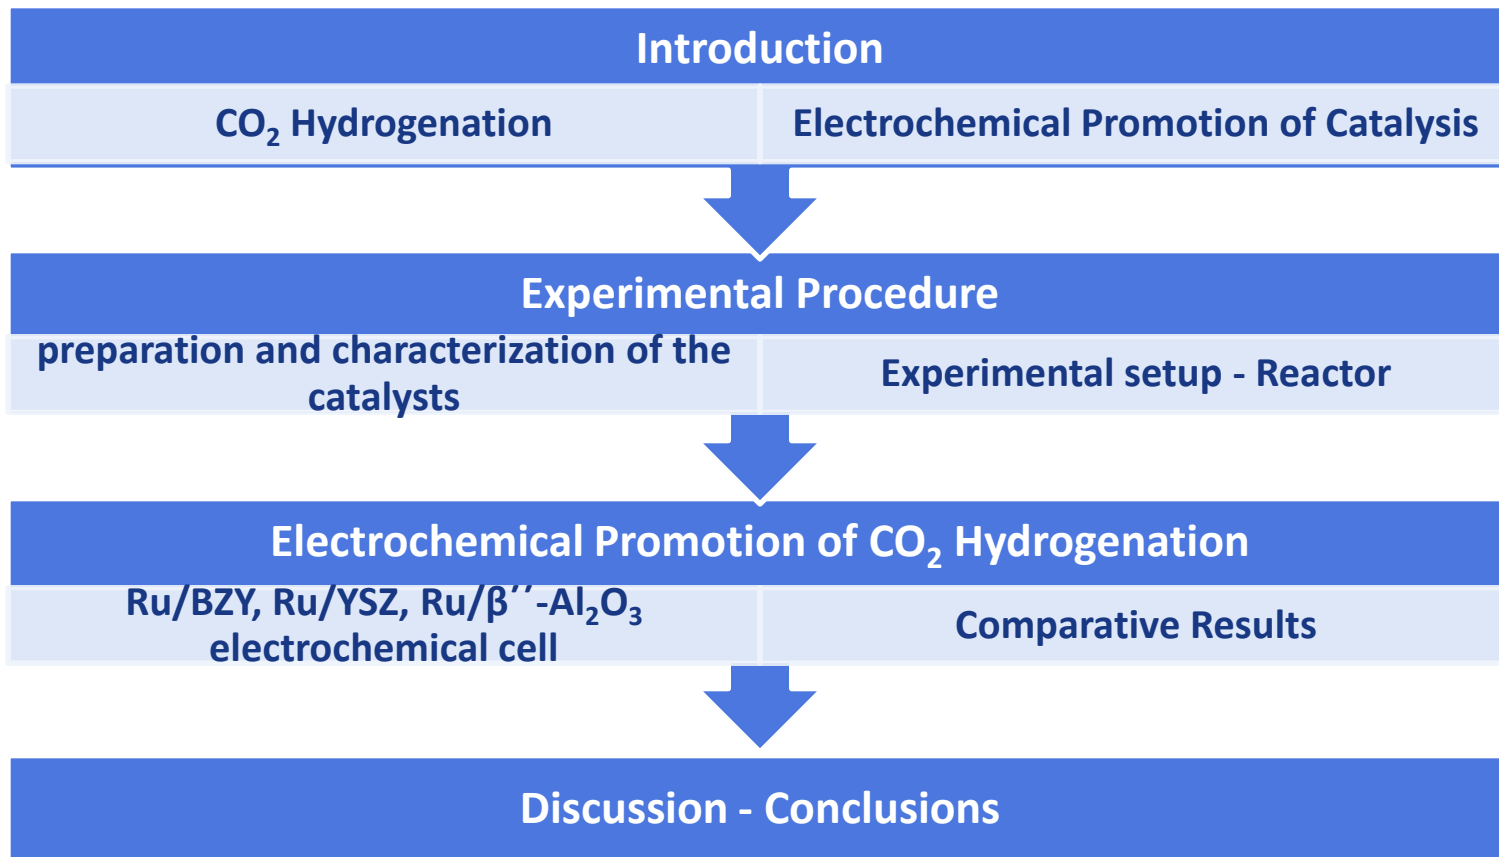 Introduction
CO₂ Hydrogenation
Electrochemical Promotion of Catalysis
Experimental Procedure
preparation and characterization of the
catalysts
Experimental setup - Reactor
Electrochemical Promotion of CO₂ Hydrogenation
Ru/BZY, Ru/YSZ, Ru/β´´-Al₂O₃
electrochemical cell
Comparative Results
Discussion - Conclusions